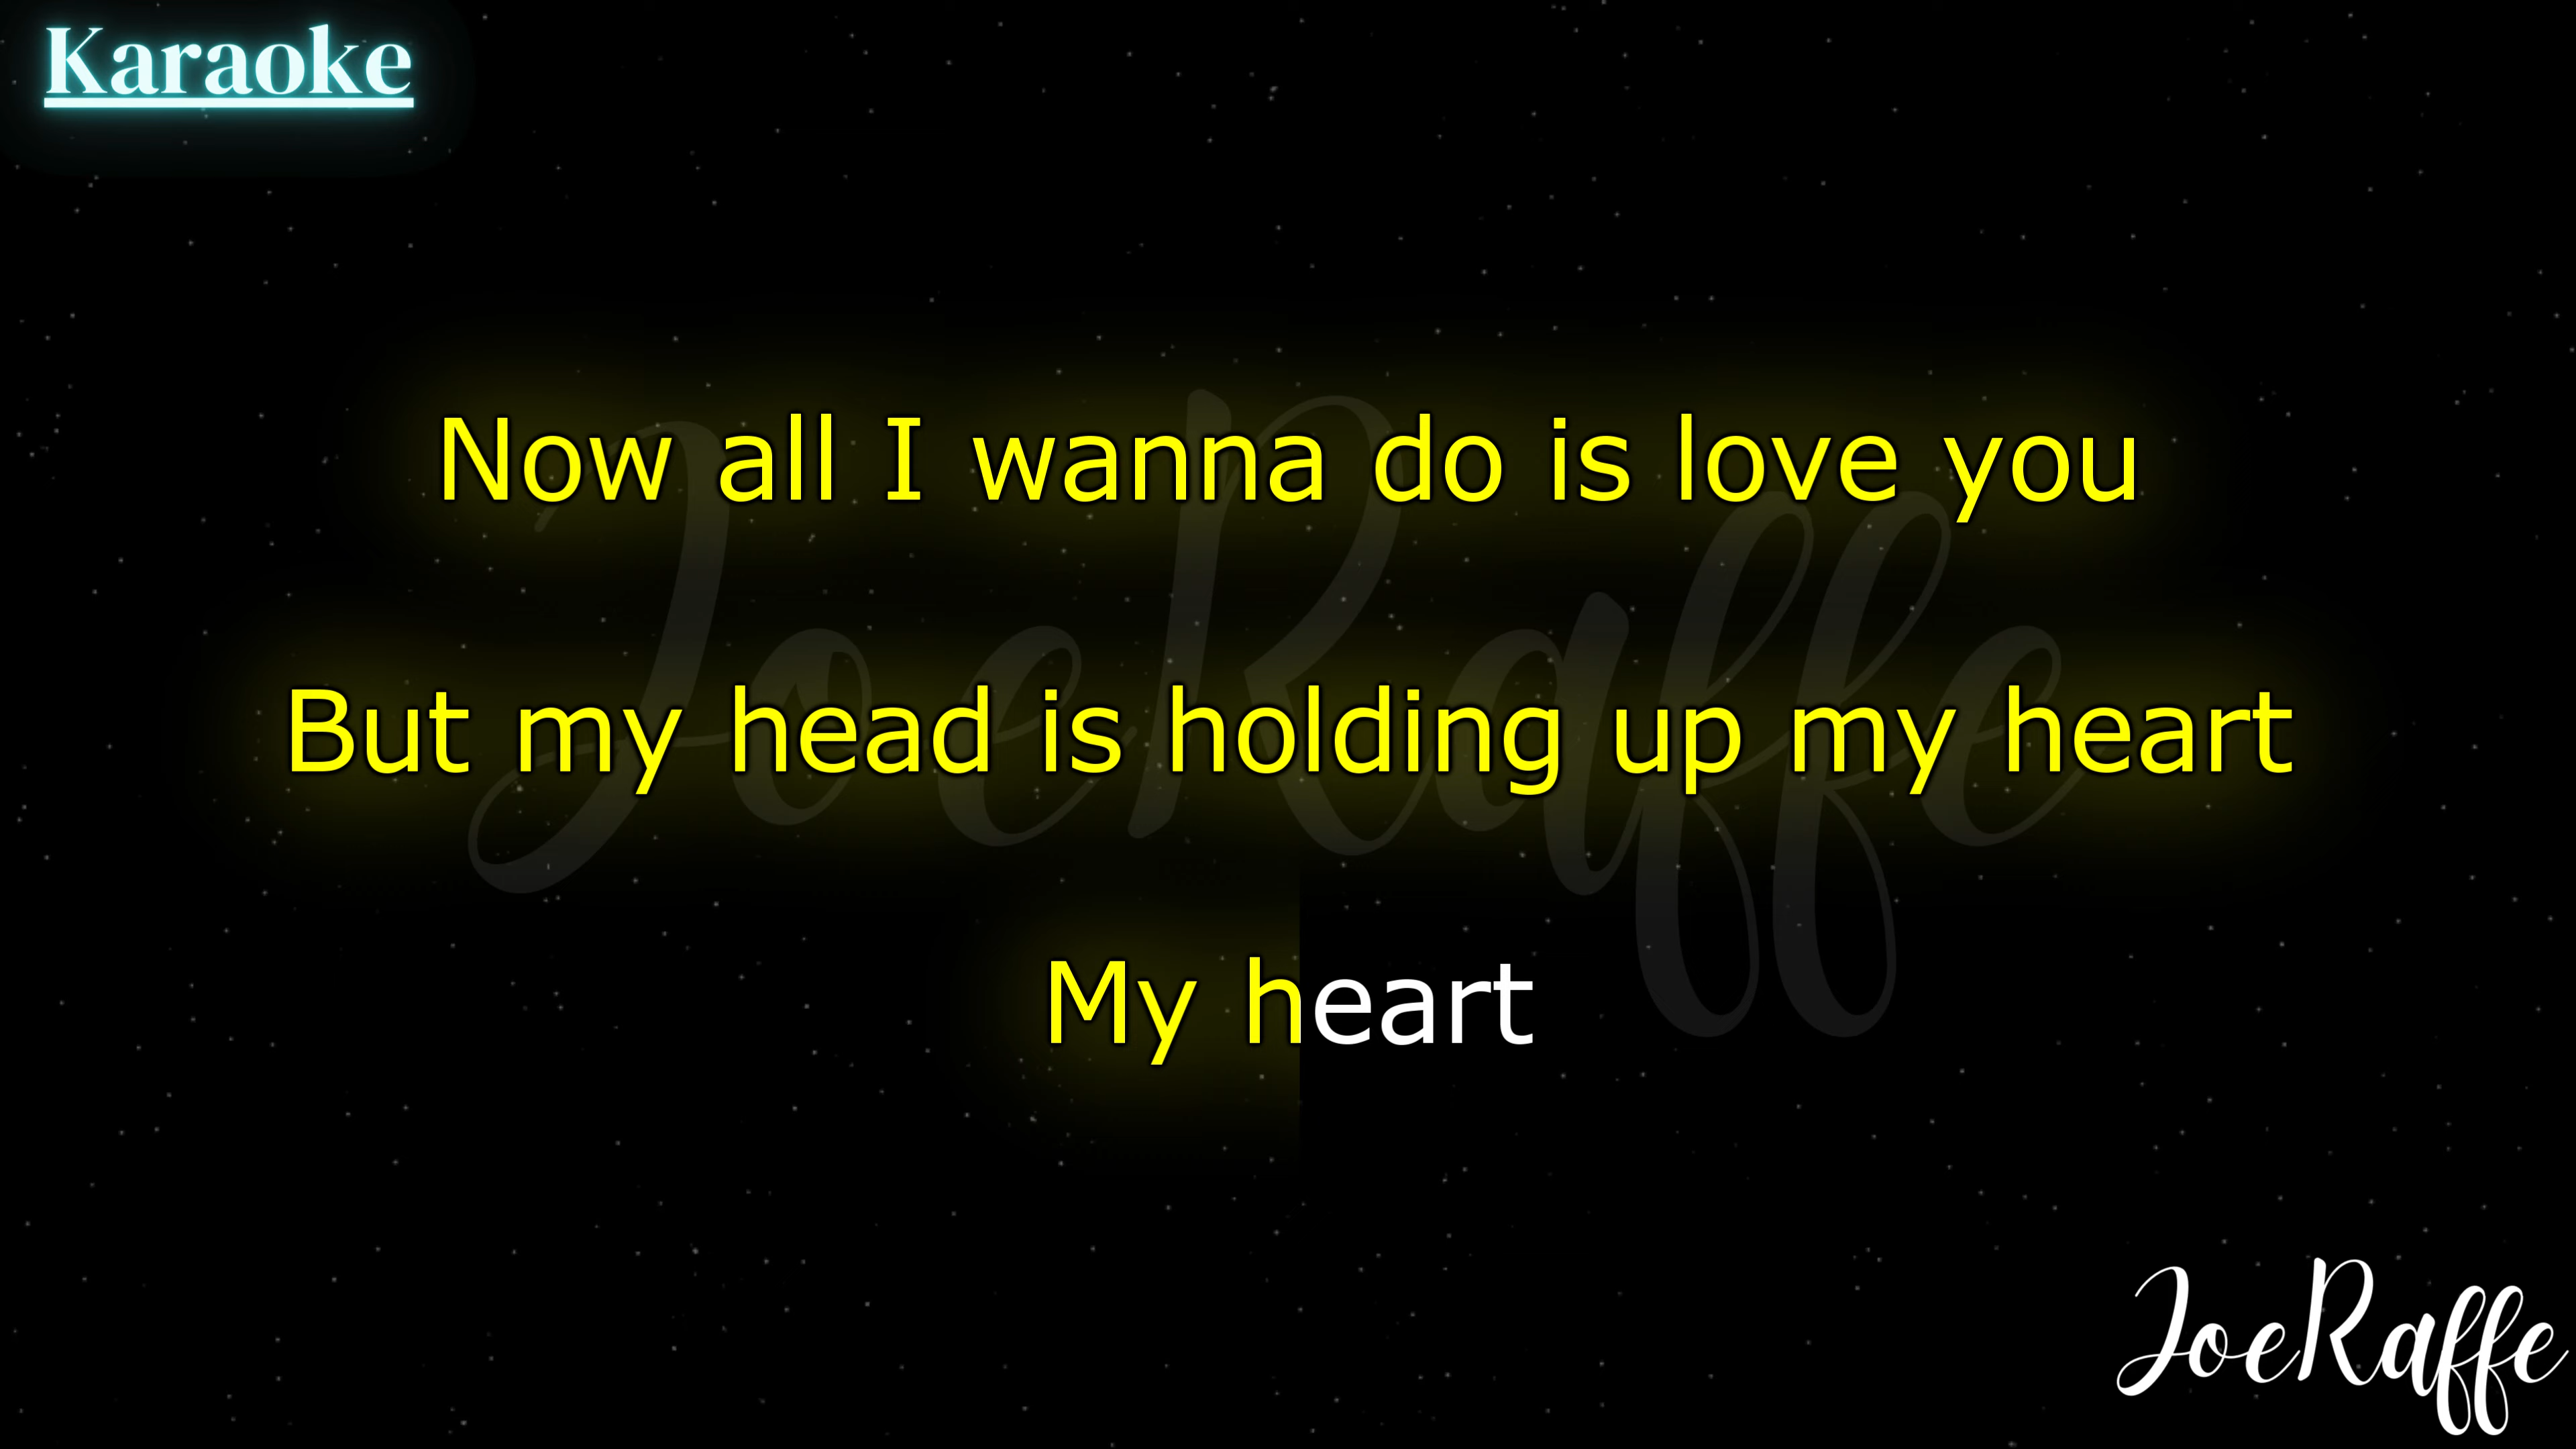 Karaoke
Now all I wanna do is love you
But my head is holding up my heart
My heart
JoeRaffe
JoeRaffe